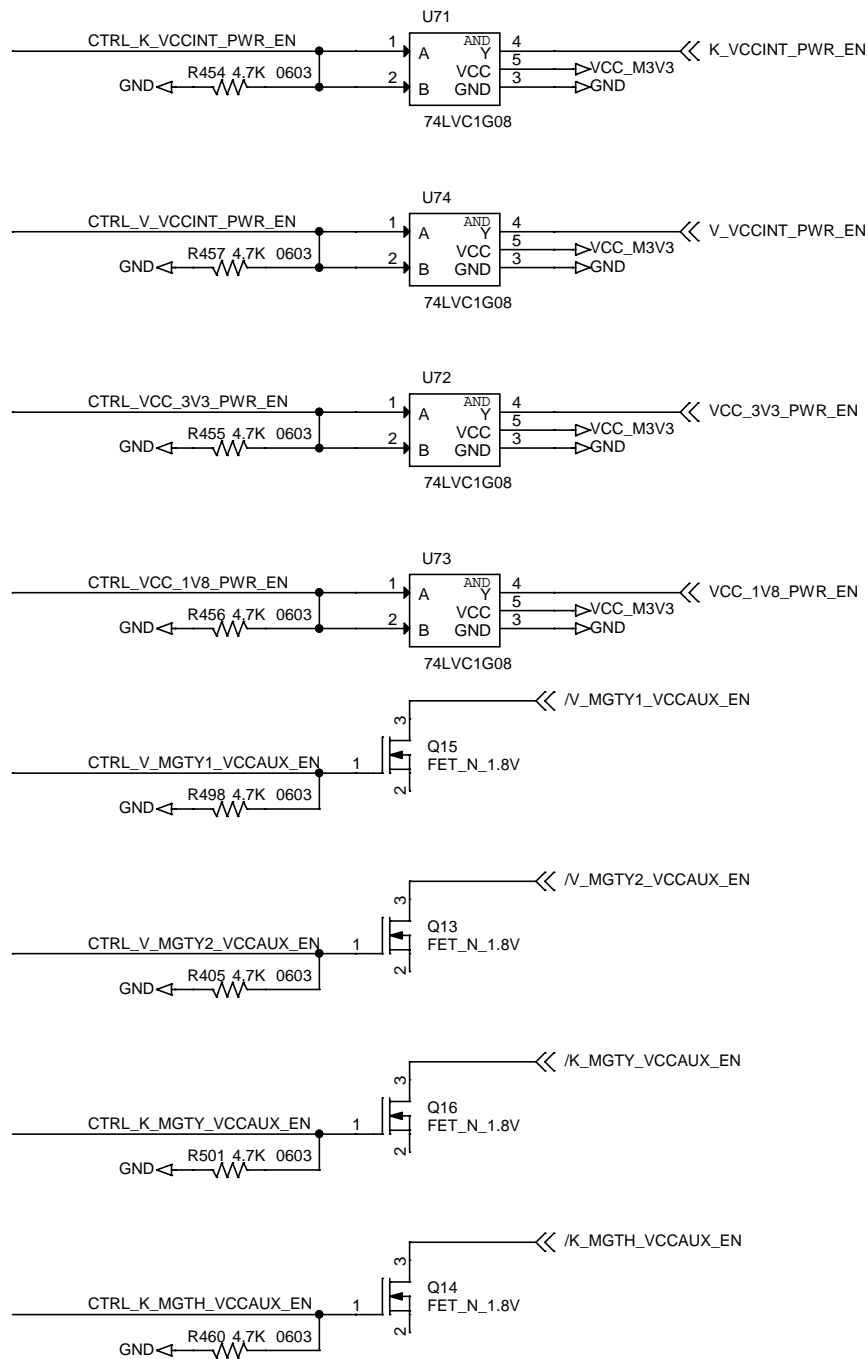 U71
CTRL_K_VCCINT_PWR_EN 1 A AND Y 4 K_VCCINT_PWR_EN
VCC 5 VCC_M3V3
GND R454 4.7K 0603 2 B GND 3 GND
74LVC1G08
U74
CTRL_V_VCCINT_PWR_EN 1 A AND Y 4 V_VCCINT_PWR_EN
VCC 5 VCC_M3V3
GND R457 4.7K 0603 2 B GND 3 GND
74LVC1G08
U72
CTRL_VCC_3V3_PWR_EN 1 A AND Y 4 VCC_3V3_PWR_EN
VCC 5 VCC_M3V3
GND R455 4.7K 0603 2 B GND 3 GND
74LVC1G08
U73
CTRL_VCC_1V8_PWR_EN 1 A AND Y 4 VCC_1V8_PWR_EN
VCC 5 VCC_M3V3
GND R456 4.7K 0603 2 B GND 3 GND
74LVC1G08
/V_MGTY1_VCCAUX_EN
3
Q15
CTRL_V_MGTY1_VCCAUX_EN 1 FET_N_1.8V
2
GND R498 4.7K 0603
/V_MGTY2_VCCAUX_EN
3
Q13
CTRL_V_MGTY2_VCCAUX_EN 1 FET_N_1.8V
2
GND R405 4.7K 0603
/K_MGTY_VCCAUX_EN
3
Q16
CTRL_K_MGTY_VCCAUX_EN 1 FET_N_1.8V
2
GND R501 4.7K 0603
/K_MGTH_VCCAUX_EN
3
Q14
CTRL_K_MGTH_VCCAUX_EN 1 FET_N_1.8V
2
GND R460 4.7K 0603